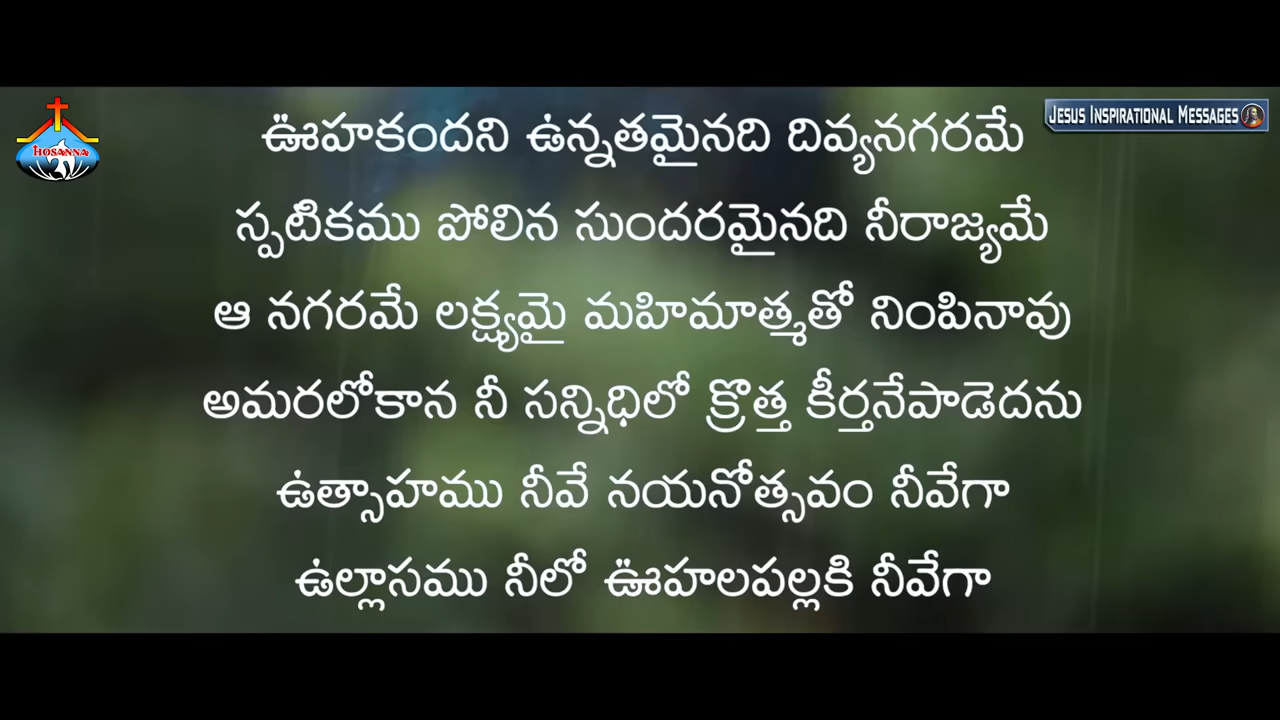 HOSANNA
JESUS INSPIRATIONAL MESSAGES
ఊహకందని ఉన్నతమైనది దివ్యనగరమే
స్పటికము పోలిన సుందరమైనది నీరాజ్యమే
ఆ నగరమే లక్ష్యమై మహిమాత్మతో నింపినావు
అమరలోకాన నీ సన్నిధిలో క్రొత్త కీర్తనేపాడెదను
ఉత్సాహము నీవే నయనోత్సవం నీవేగా
ఉల్లాసము నీలో ఊహలపల్లకి నీవేగా